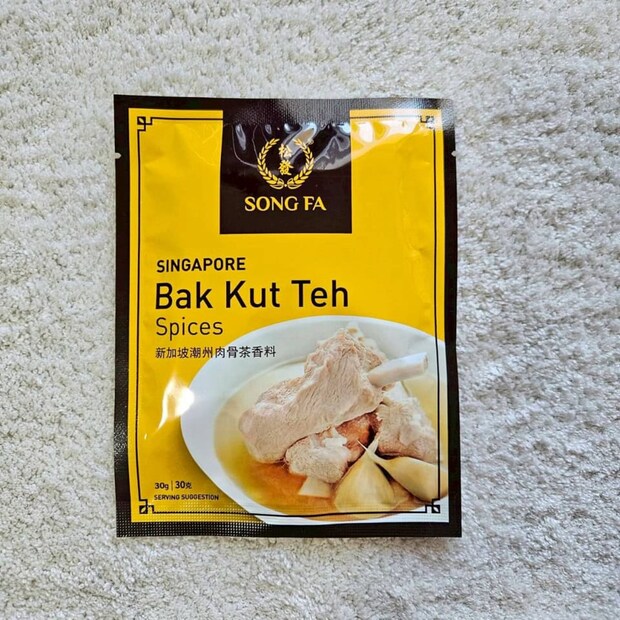 松
發
SONG FA
SINGAPORE
Bak Kut Teh
Spices
新加坡潮州肉骨茶香料
30g | 30克
SERVING SUGGESTION